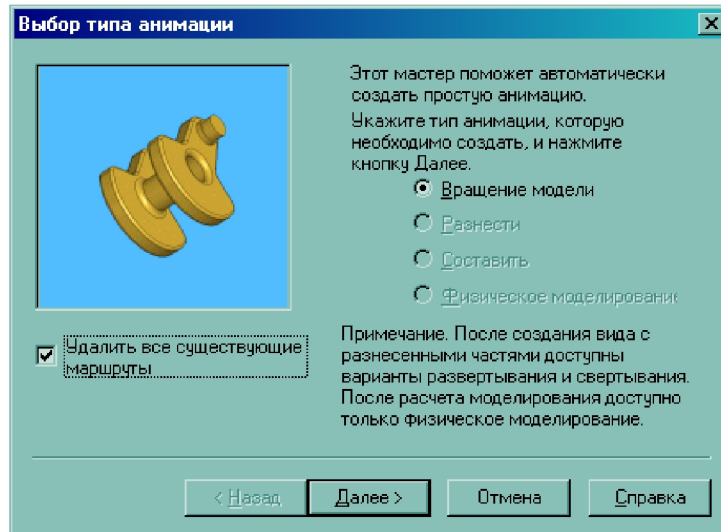 Выбор типа анимации
Этот мастер поможет автоматически
создать простую анимацию.
Укажите тип анимации, которую
необходимо создать, и нажмите
кнопку Далее.
Вращение модели
Разнести
Составить
Физическое моделировани
Удалить все существующие
маршруты
Примечание. После создания вида с
разнесенными частями доступны
варианты развертывания и свертывания.
После расчета моделирования доступно
только физическое моделирование.
< Назад
Далее >
Отмена
Справка